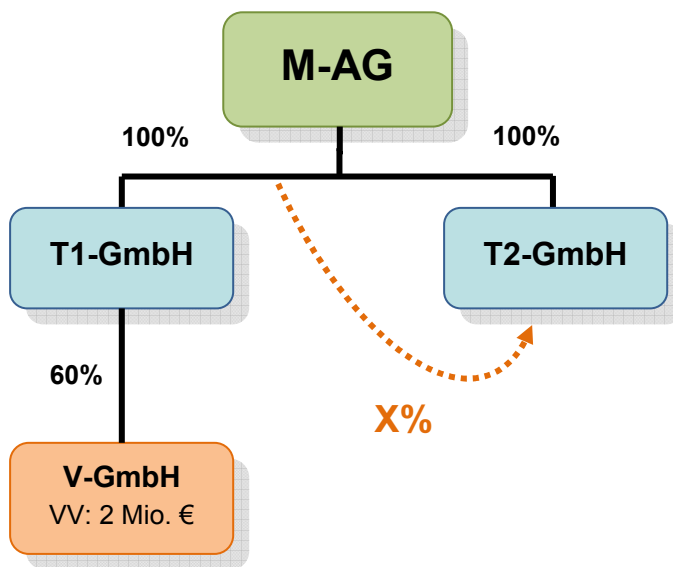 M-AG
100%
100%
T1-GmbH
T2-GmbH
60%
X%
V-GmbH
VV: 2 Mio. €